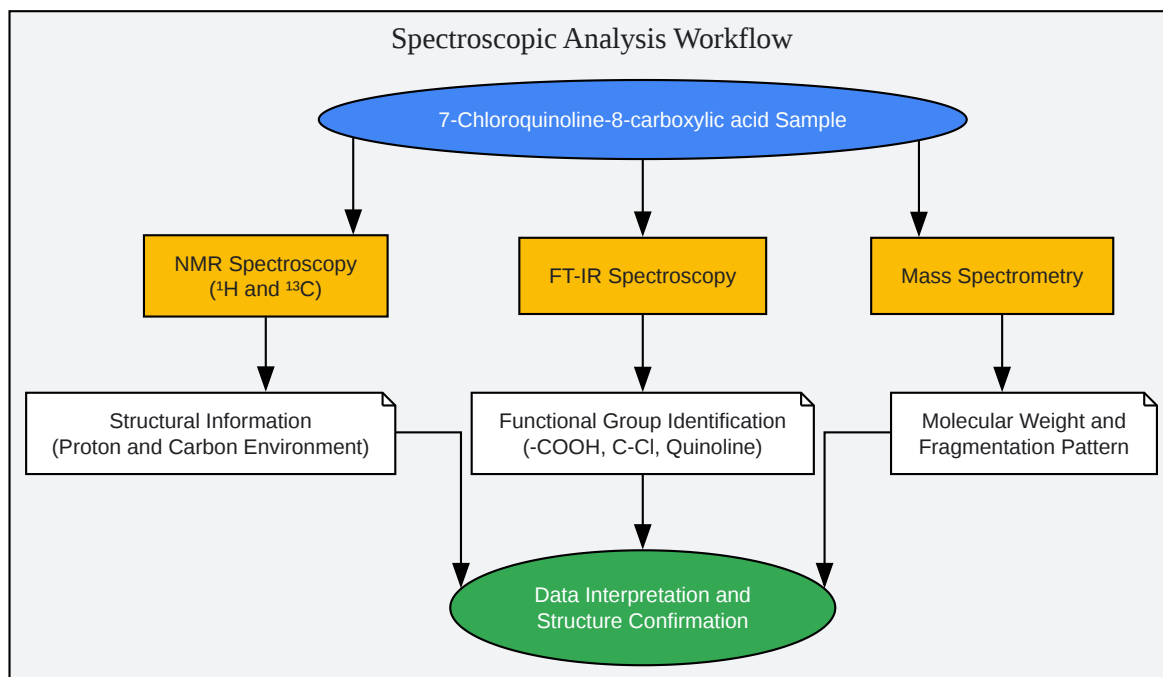 Spectroscopic Analysis Workflow
7-Chloroquinoline-8-carboxylic acid Sample
NMR Spectroscopy
(¹H and ¹³C)
FT-IR Spectroscopy
Mass Spectrometry
Structural Information
(Proton and Carbon Environment)
Functional Group Identification
(-COOH, C-Cl, Quinoline)
Molecular Weight and
Fragmentation Pattern
Data Interpretation and
Structure Confirmation